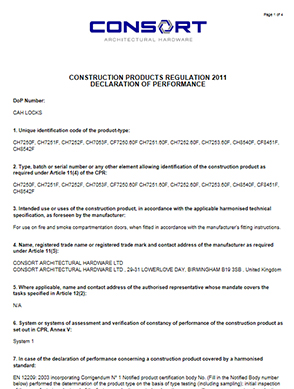 Page 1 of 4
CONSORT
ARCHITECTURAL HARDWARE
CONSTRUCTION PRODUCTS REGULATION 2011
DECLARATION OF PERFORMANCE
DoP Number:
CAH LOCKS
1. Unique identification code of the product-type:
CH7250F, CH7251F, CH7252F, CH7053F, CF7250.60F CH7251.60F, CH7252.60F, CH7253.60F, CH8540F, CF8451F,
CH8542F
2. Type, batch or serial number or any other element allowing identification of the construction product as
required under Article 11(4) of the CPR:
CH7250F, CH7251F, CH7252F, CH7253F, CF7250.60F CH7251.60F, CH7252.60F, CH7253.60F, CH8540F, CF8451F,
CH8542F
3. Intended use or uses of the construction product, in accordance with the applicable harmonised technical
specification, as foreseen by the manufacturer:
For use on fire and smoke compartmentation doors, when fitted in accordance with the manufacturer's fitting instructions.
4. Name, registered trade name or registered trade mark and contact address of the manufacturer as required
under Article 11(5):
CONSORT ARCHITECTURAL HARDWARE LTD
CONSORT ARCHITECTURAL HARDWARE LTD , 29-31 LOWERLOVE DAY, BIRMINGHAM B19 3SB , United Kingdom
5. Where applicable, name and contact address of the authorised representative whose mandate covers the
tasks specified in Article 12(2):
N/A
6. System or systems of assessment and verification of constancy of performance of the construction product as
set out in CPR, Annex V:
System 1
7. In case of the declaration of performance concerning a construction product covered by a harmonised
standard:
EN 12209: 2003 incorporating Corrigendum Nº 1 Notified product certification body No. (Fill in the Notified Body number
below) performed the determination of the product type on the basis of type testing (including sampling); initial inspection